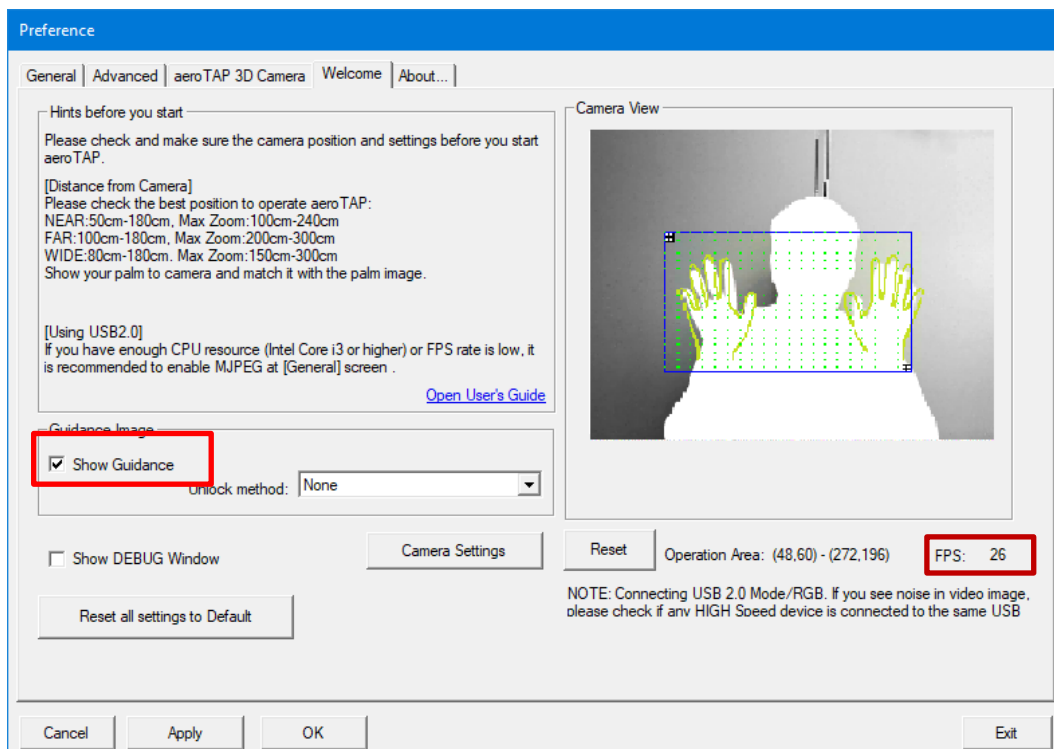 Preference
General
Advanced
aeroTAP 3D Camera
Welcome
About...
Hints before you start
Please check and make sure the camera position and settings before you start
aeroTAP.
[Distance from Camera]
Please check the best position to operate aeroTAP:
NEAR:50cm-180cm, Max Zoom:100cm-240cm
FAR:100cm-180cm, Max Zoom:200cm-300cm
WIDE:80cm-180cm. Max Zoom:150cm-300cm
Show your palm to camera and match it with the palm image.
[Using USB2.0]
If you have enough CPU resource (Intel Core i3 or higher) or FPS rate is low, it
is recommended to enable MJPEG at [General] screen .
Open User's Guide
Guidance Image
Show Guidance
Unlock method: None
Show DEBUG Window
Camera Settings
Reset all settings to Default
Camera View
Reset
Operation Area: (48,60) - (272,196)
FPS: 26
NOTE: Connecting USB 2.0 Mode/RGB. If you see noise in video image,
please check if any HIGH Speed device is connected to the same USB
Cancel
Apply
OK
Exit